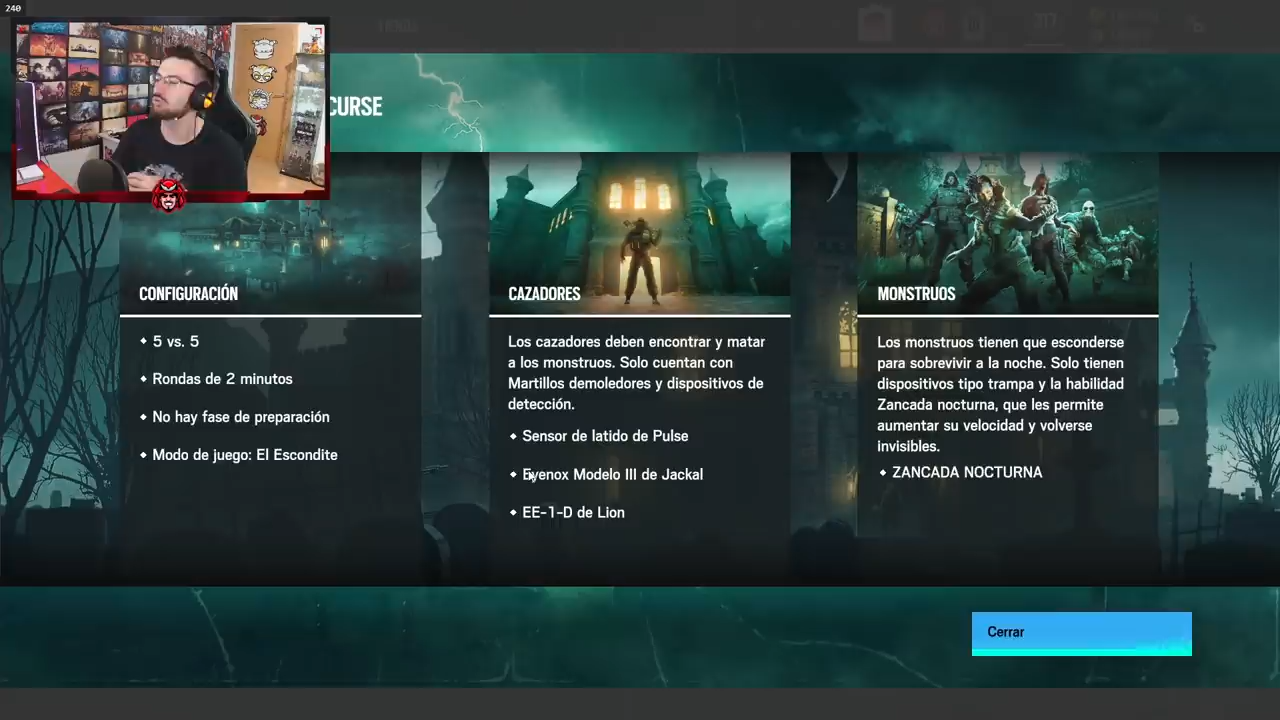 240
CURSE
CONFIGURACIÓN
5 vs. 5
Rondas de 2 minutos
No hay fase de preparación
Modo de juego: El Escondite
CAZADORES
Los cazadores deben encontrar y matar
a los monstruos. Solo cuentan con
Martillos demoledores y dispositivos de
detección.
Sensor de latido de Pulse
Eyenox Modelo III de Jackal
EE-1-D de Lion
MONSTRUOS
Los monstruos tienen que esconderse
para sobrevivir a la noche. Solo tienen
dispositivos tipo trampa y la habilidad
Zancada nocturna, que les permite
aumentar su velocidad y volverse
invisibles.
ZANCADA NOCTURNA
Cerrar